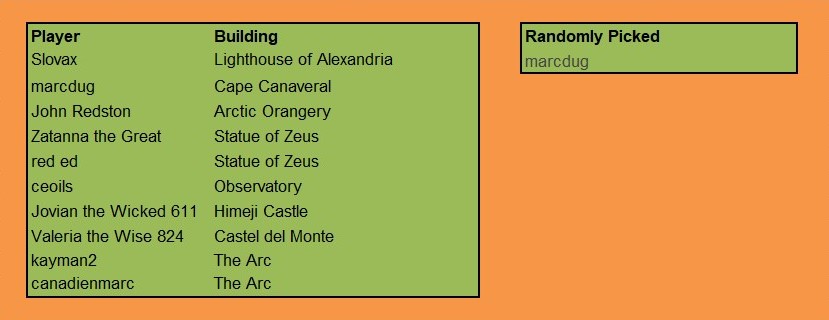 Player Building
Slovax Lighthouse of Alexandria
marcdug Cape Canaveral
John Redston Arctic Orangery
Zatanna the Great Statue of Zeus
red ed Statue of Zeus
ceoils Observatory
Jovian the Wicked 611 Himeji Castle
Valeria the Wise 824 Castel del Monte
kayman2 The Arc
canadienmarc The Arc
Randomly Picked
marcdug